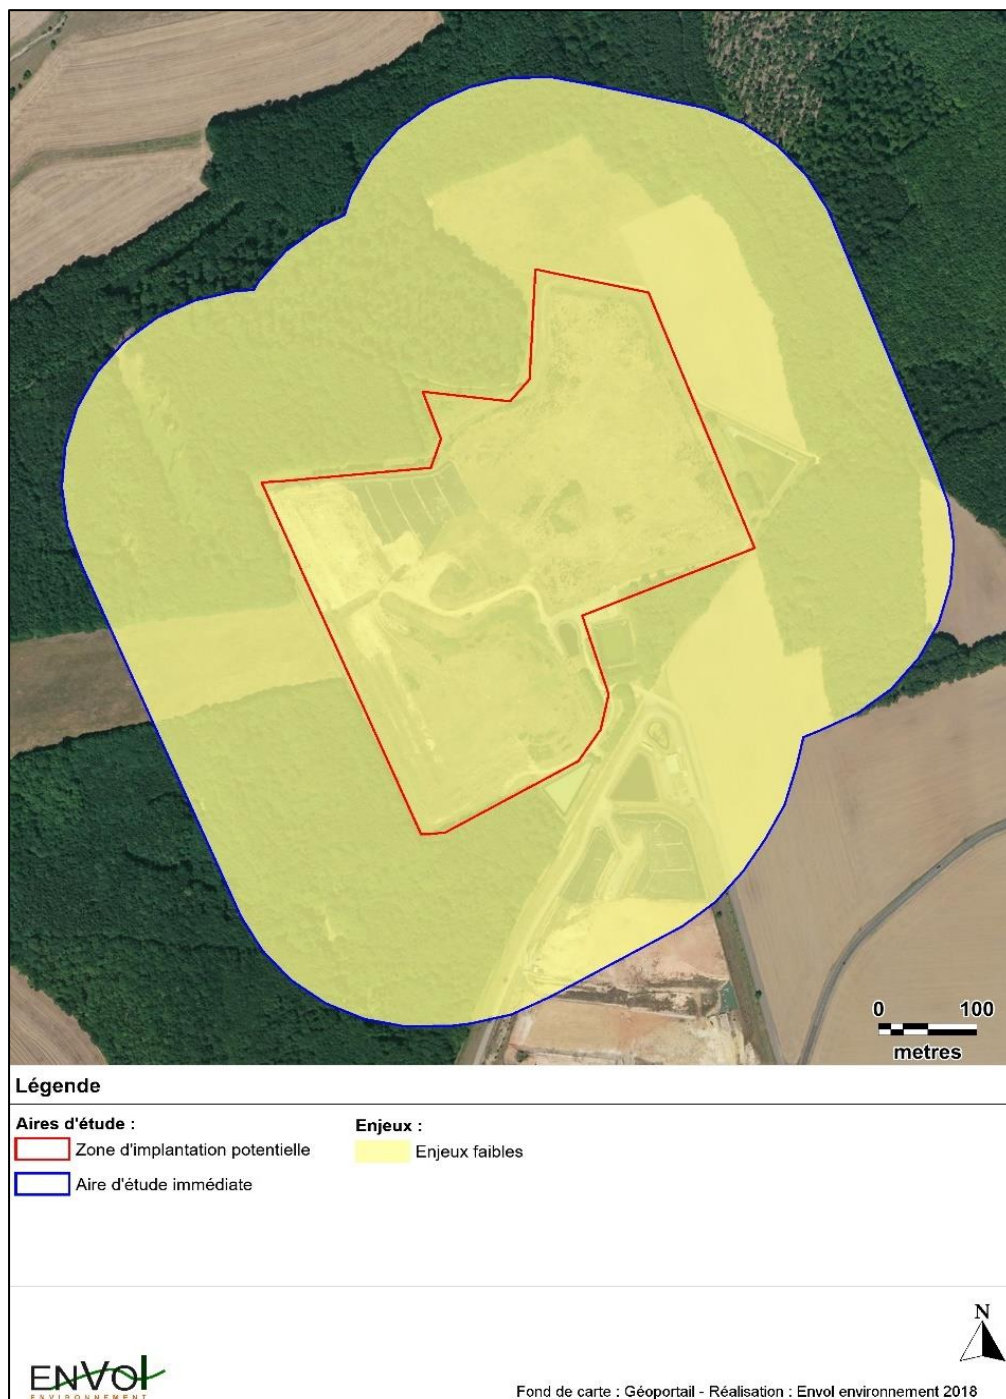 0 100
metres
Légende
Aires d'étude :
Zone d'implantation potentielle
Aire d'étude immédiate
Enjeux :
Enjeux faibles
N
ENVOl
ENVIRONNEMENT
Fond de carte : Géoportail - Réalisation : Envol environnement 2018